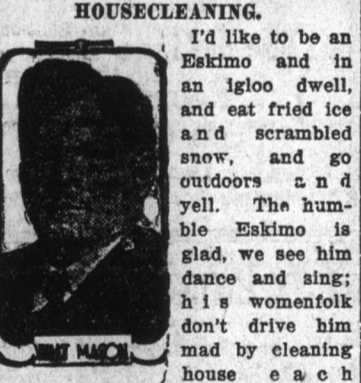 HOUSECLEANING.
I'd like to be an
Eskimo and in
an igloo dwell,
and eat fried ice
and scrambled
snow, and go
outdoors and
yell. The hum-
ble Eskimo is
glad, we see him
dance and sing;
his womenfolk
don't drive him
mad by cleaning
house each
WALT MASON